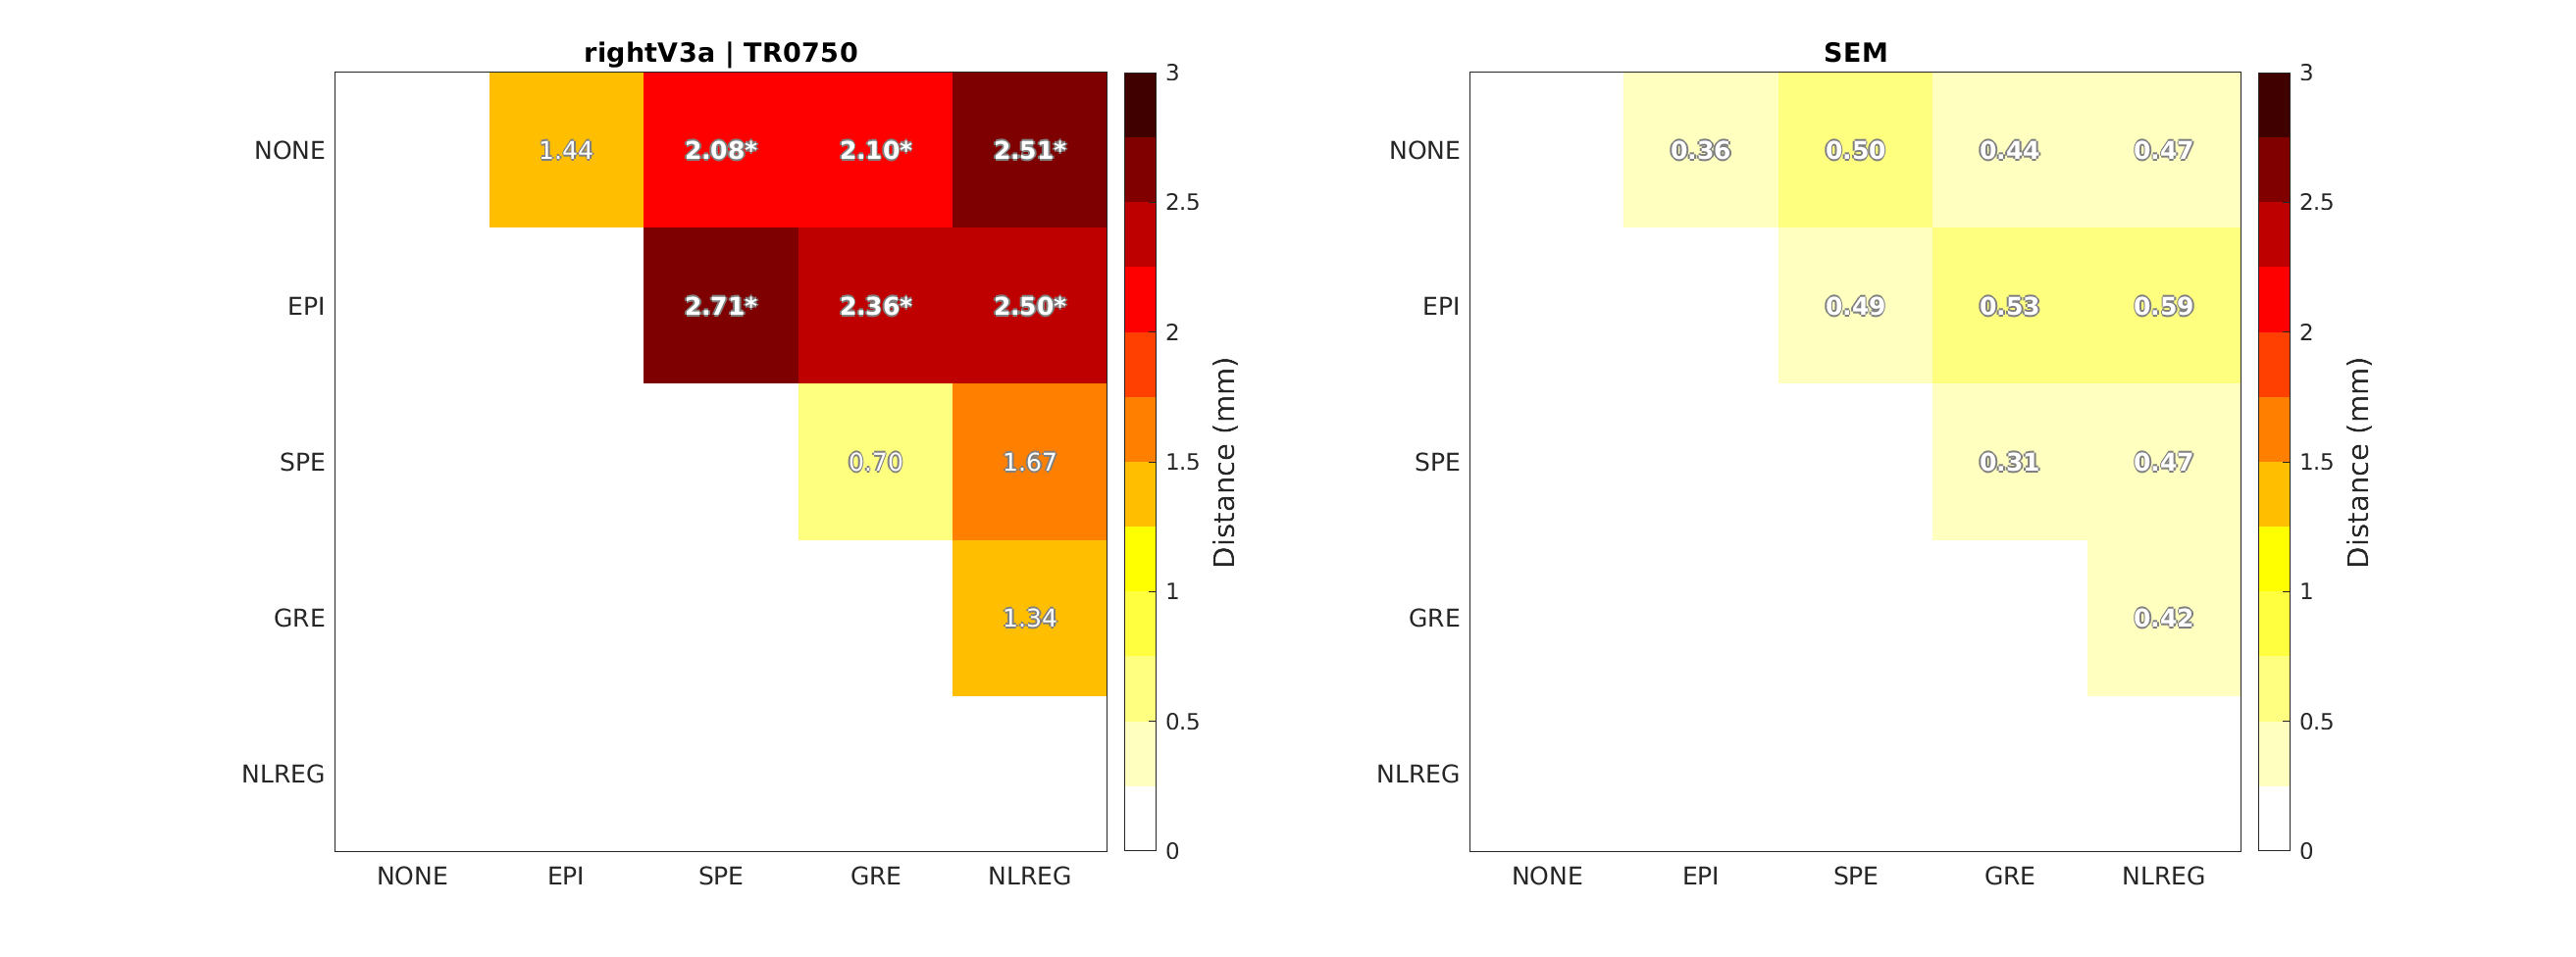 rightV3a | TR0750
NONE 1.44 2.08* 2.10* 2.51*
EPI 2.71* 2.36* 2.50*
SPE 0.70 1.67
GRE 1.34
NLREG
NONE EPI SPE GRE NLREG
3
2.5
2
1.5
1
0.5
0
Distance (mm)
SEM
NONE 0.36 0.50 0.44 0.47
EPI 0.49 0.53 0.59
SPE 0.31 0.47
GRE 0.42
NLREG
NONE EPI SPE GRE NLREG
3
2.5
2
1.5
1
0.5
0
Distance (mm)